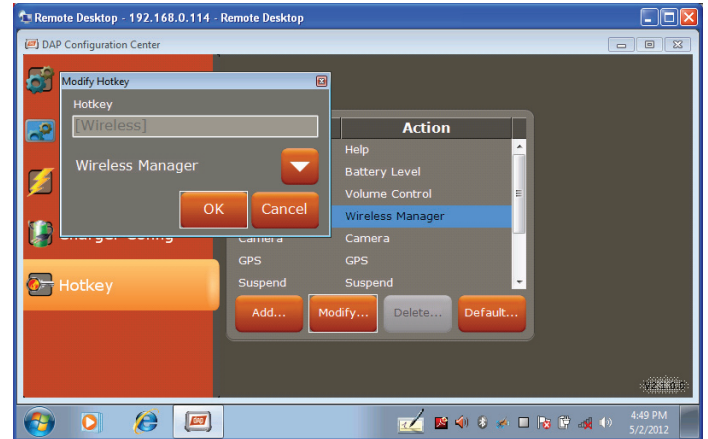 Remote Desktop - 192.168.0.114 - Remote Desktop
DAP Configuration Center
Modify Hotkey
Hotkey
[Wireless]
Wireless Manager
OK
Cancel
Charger Config
Hotkey
Action
Help
Battery Level
Volume Control
Wireless Manager
Camera
Camera
GPS
GPS
Suspend
Suspend
Add...
Modify...
Delete...
Default...
4:49 PM
5/2/2012